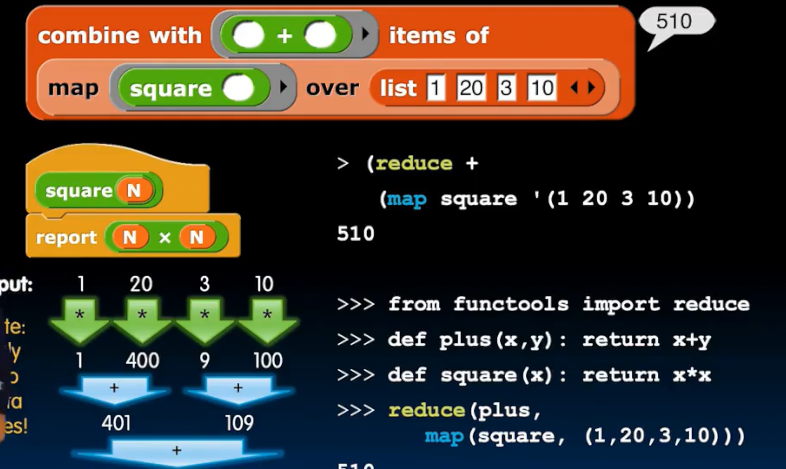 combine with + items of
510
map square over list 1 20 3 10
square N
report N × N
> (reduce +
(map square '(1 20 3 10))
510
put: 1 20 3 10
* * * *
1 400 9 100
+ +
401 109
+
te:
ly
es!
>>> from functools import reduce
>>> def plus(x,y): return x+y
>>> def square(x): return x*x
>>> reduce(plus,
map(square, (1,20,3,10)))
510